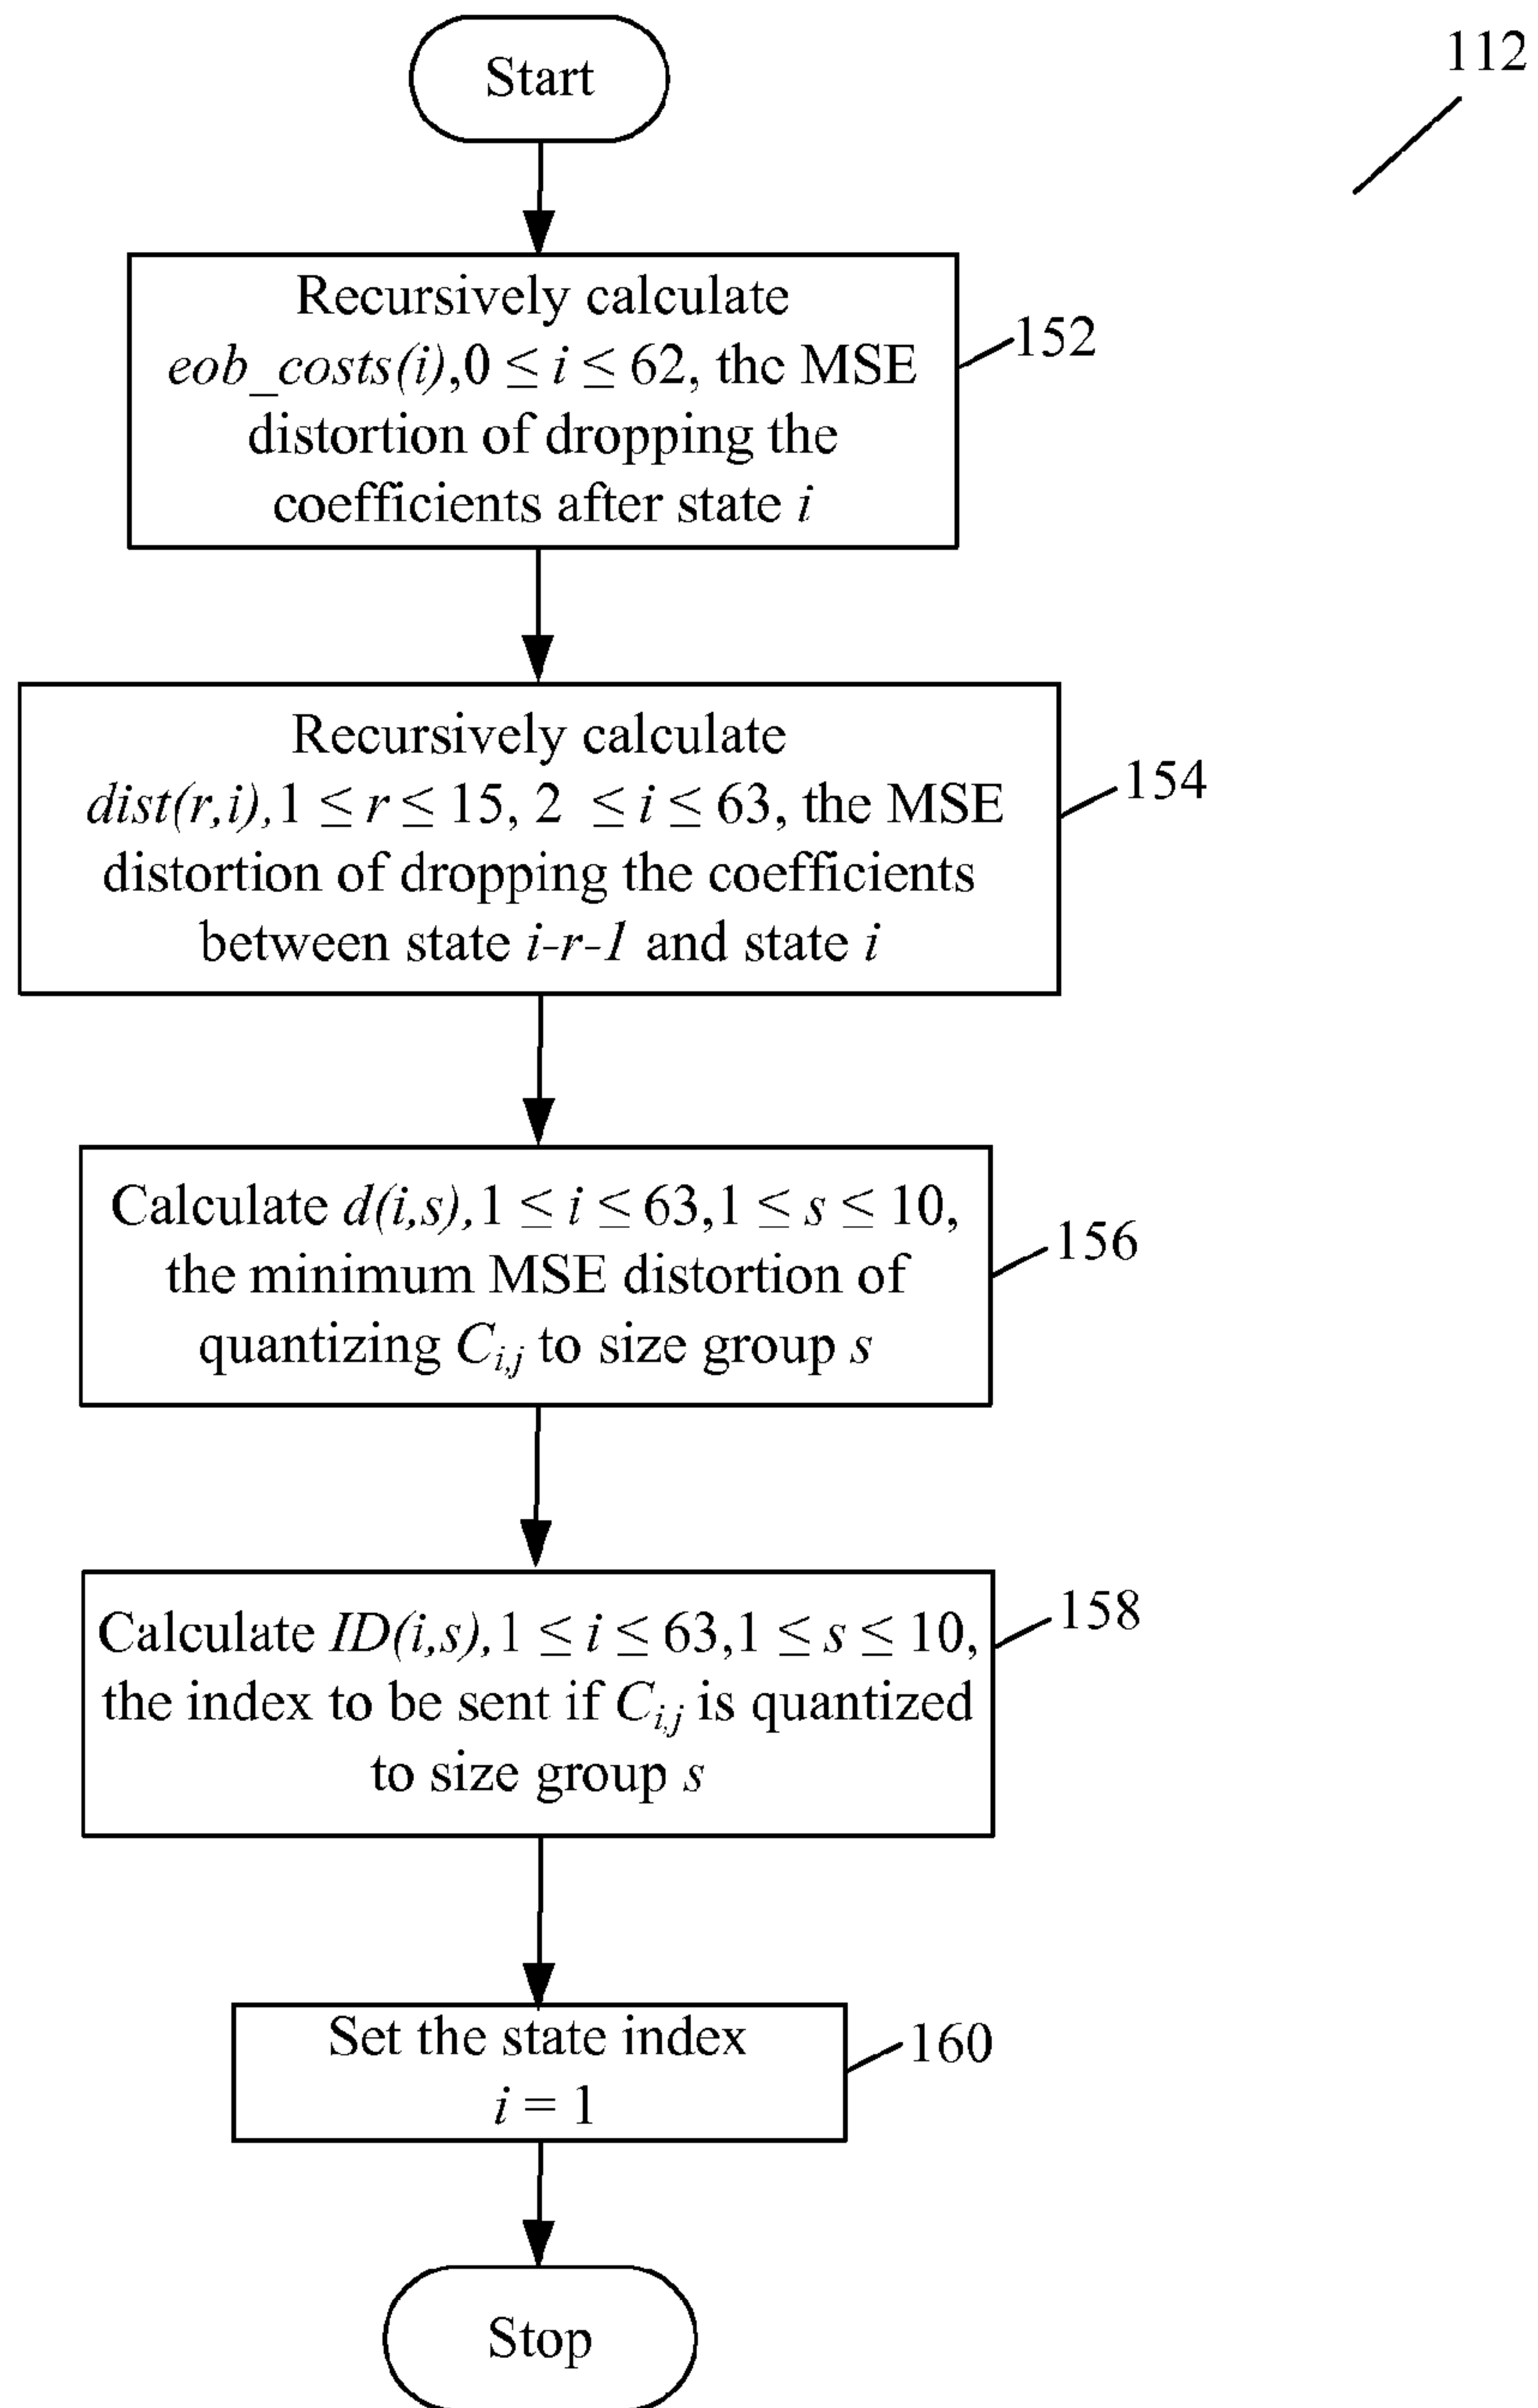 Start
112
Recursively calculate
eob_costs(i),0 ≤ i ≤ 62, the MSE
distortion of dropping the
coefficients after state i
152
Recursively calculate
dist(r,i),1 ≤ r ≤ 15, 2 ≤ i ≤ 63, the MSE
distortion of dropping the coefficients
between state i-r-1 and state i
154
Calculate d(i,s),1 ≤ i ≤ 63,1 ≤ s ≤ 10,
the minimum MSE distortion of
quantizing C_{i,j} to size group s
156
Calculate ID(i,s),1 ≤ i ≤ 63,1 ≤ s ≤ 10,
the index to be sent if C_{i,j} is quantized
to size group s
158
Set the state index
i = 1
160
Stop